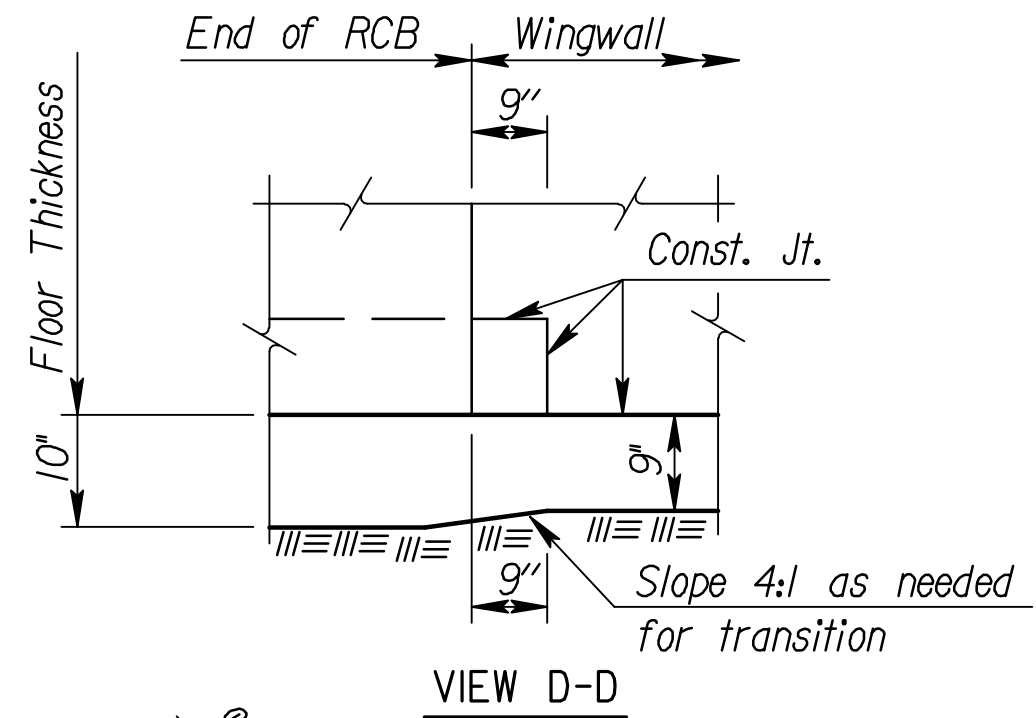 End of RCB
Wingwall
9"
Floor Thickness
Const. Jt.
10"
9"
9"
Slope 4:1 as needed
for transition
VIEW D-D